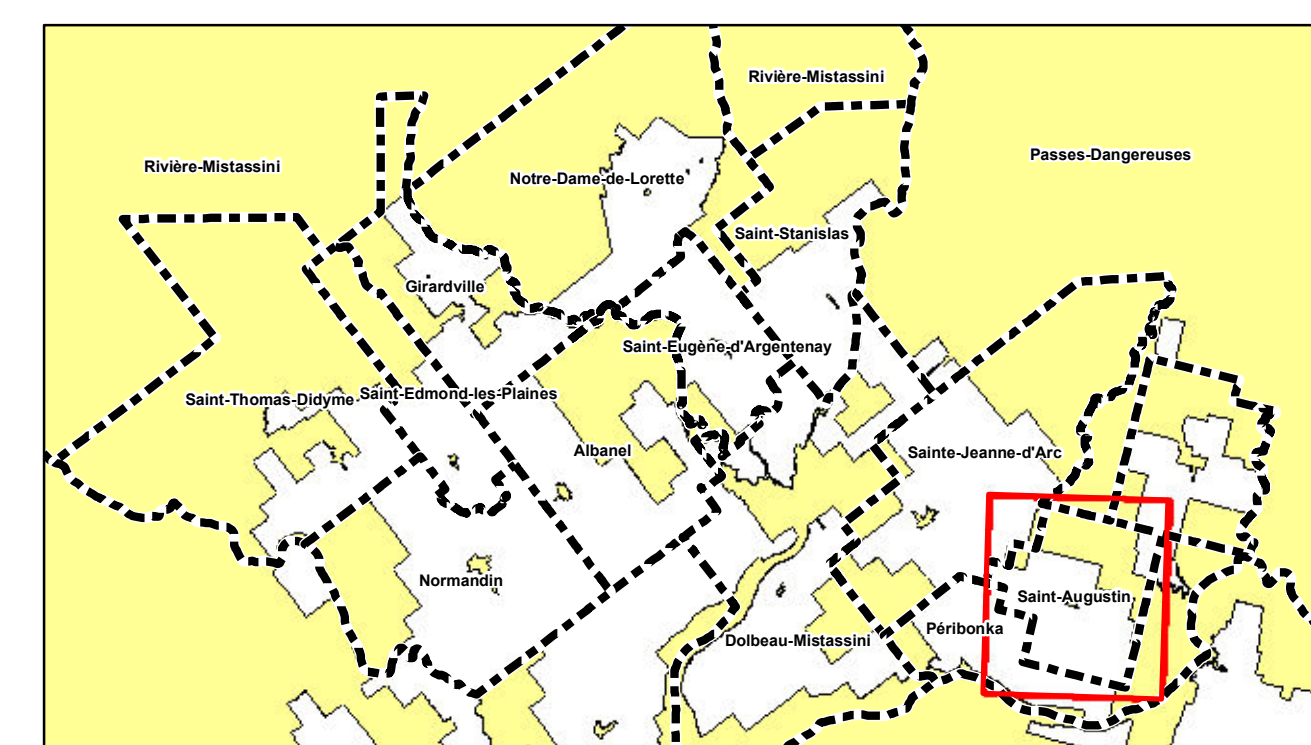 Rivière-Mistassini
Passes-Dangereuses
Rivière-Mistassini
Notre-Dame-de-Lorette
Saint-Stanislas
Girardville
Saint-Eugène-d'Argentenay
Saint-Thomas-Didyme
Saint-Edmond-les-Plaines
Albanel
Sainte-Jeanne-d'Arc
Normandin
Saint-Augustin
Péribonka
Dolbeau-Mistassini